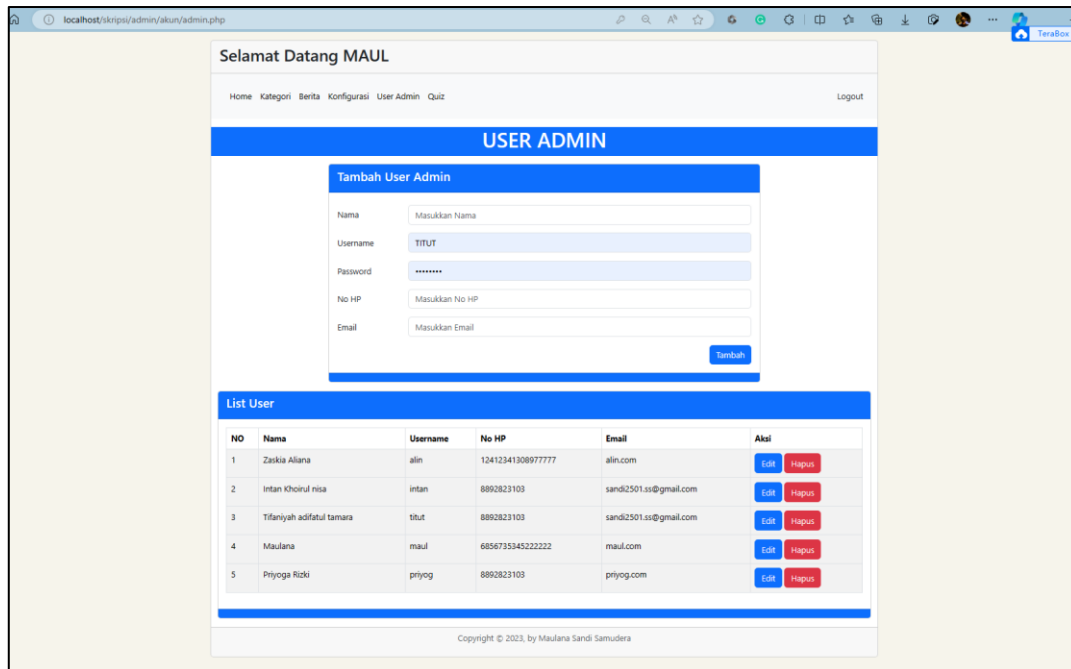 localhost/skripsi/admin/akun/admin.php
TeraBox
Selamat Datang MAUL
Home Kategori Berita Konfigurasi User Admin Quiz Logout
USER ADMIN
Tambah User Admin
Nama Masukkan Nama
Username TITUT
Password ••••••••
No HP Masukkan No HP
Email Masukkan Email
Tambah
List User
NO Nama Username No HP Email Aksi
1 Zaskia Aliana alin 12412341308977777 alin.com Edit Hapus
2 Intan Khoirul nisa intan 8892823103 sandi2501.ss@gmail.com Edit Hapus
3 Tifaniyah adifatul tamara titut 8892823103 sandi2501.ss@gmail.com Edit Hapus
4 Maulana maul 6856735345222222 maul.com Edit Hapus
5 Priyoga Rizki priyog 8892823103 priyog.com Edit Hapus
Copyright © 2023, by Maulana Sandi Samudera